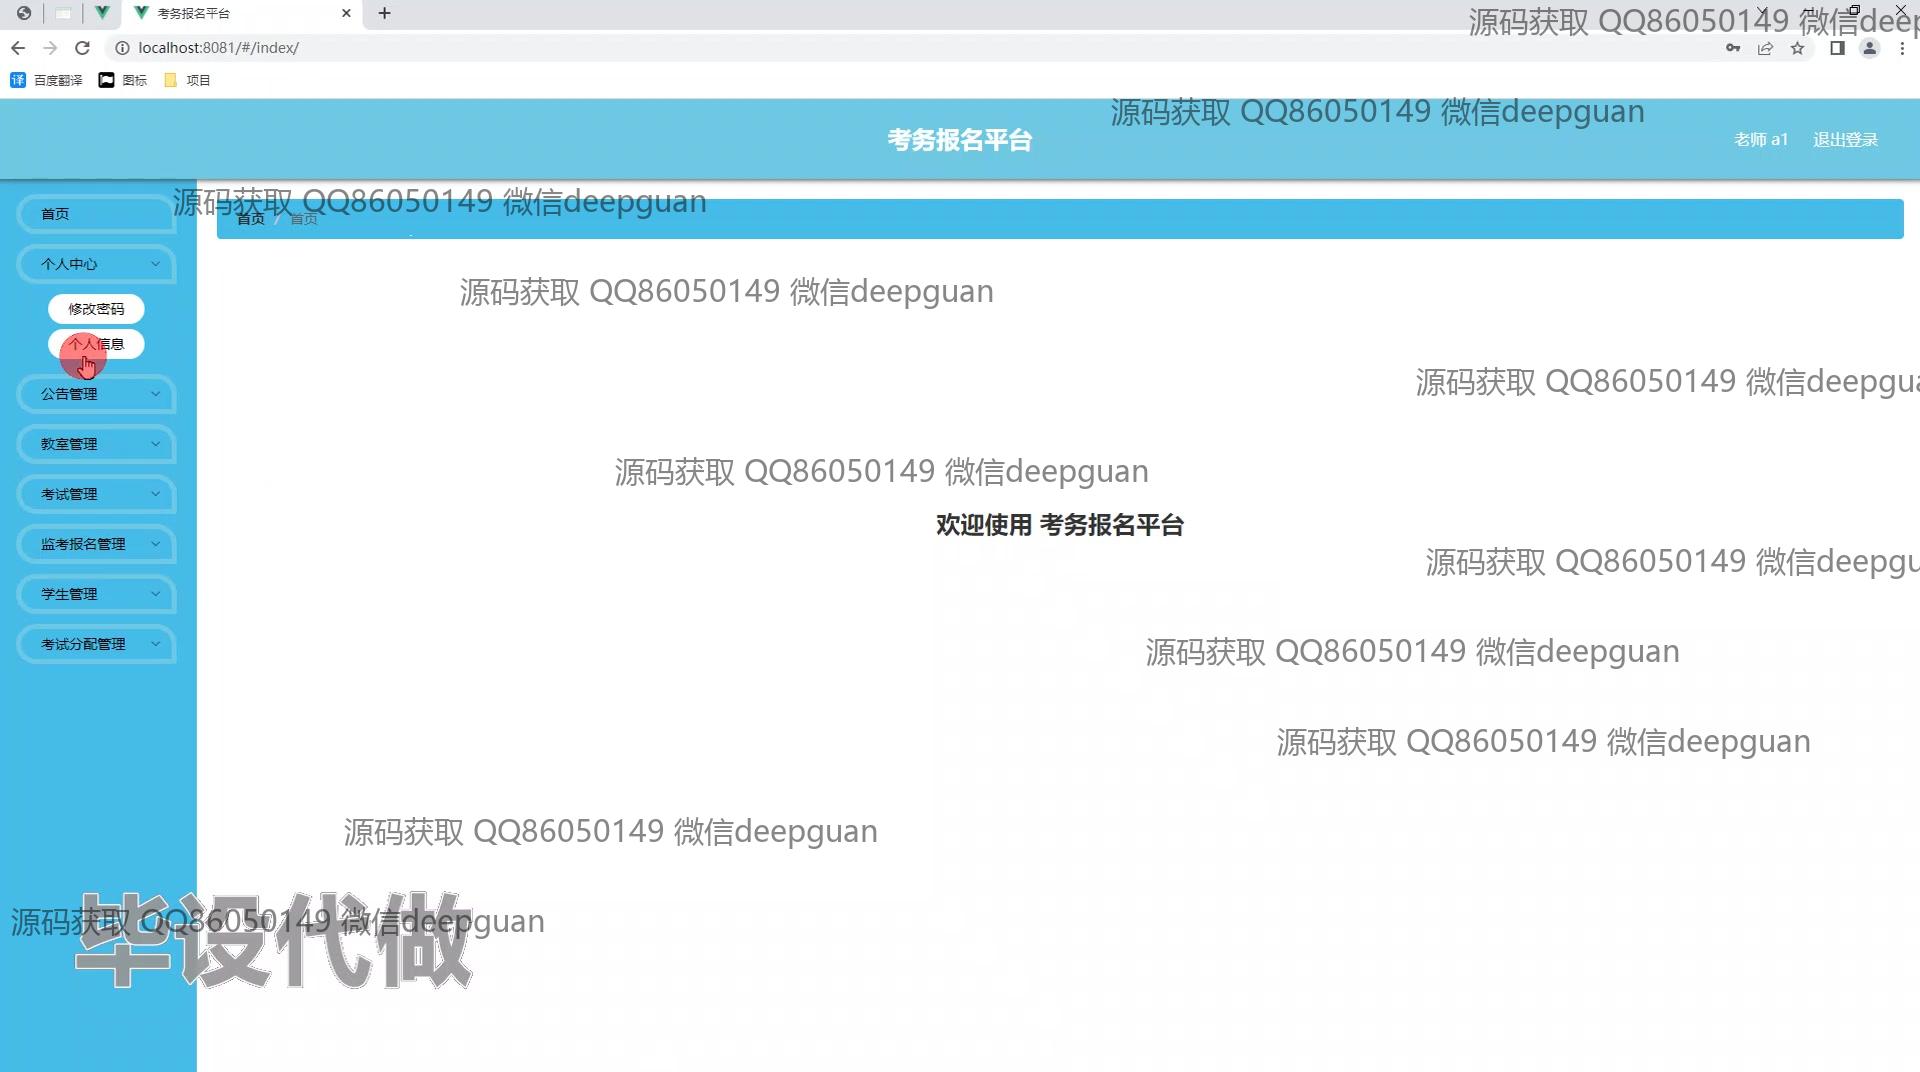 考务报名平台
源码获取 QQ86050149 微信deep
localhost:8081/#/index/
译 百度翻译 图标 项目
源码获取 QQ86050149 微信deepguan
考务报名平台
老师 a1 退出登录
源码获取 QQ86050149 微信deepguan
首页
首页 / 首页
个人中心
源码获取 QQ86050149 微信deepguan
修改密码
个人信息
源码获取 QQ86050149 微信deepgua
公告管理
教室管理
源码获取 QQ86050149 微信deepguan
考试管理
欢迎使用 考务报名平台
监考报名管理
源码获取 QQ86050149 微信deepgu
学生管理
考试分配管理
源码获取 QQ86050149 微信deepguan
源码获取 QQ86050149 微信deepguan
源码获取 QQ86050149 微信deepguan
源码获取 QQ86050149 微信deepguan
毕设代做